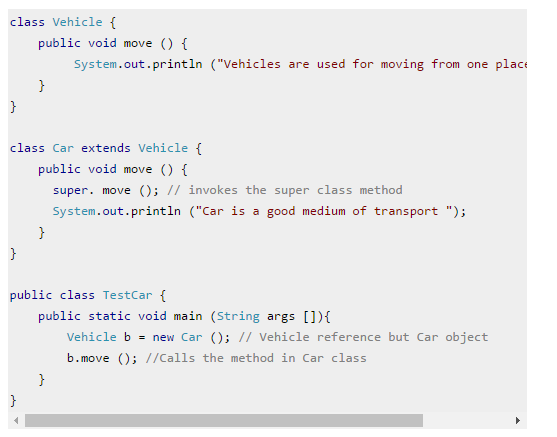 class Vehicle {
    public void move () {
         System.out.println ("Vehicles are used for moving from one place
    }
}

class Car extends Vehicle {
    public void move () {
      super. move (); // invokes the super class method
      System.out.println ("Car is a good medium of transport ");
    }
}

public class TestCar {
    public static void main (String args []){
        Vehicle b = new Car (); // Vehicle reference but Car object
        b.move (); //Calls the method in Car class
    }
}